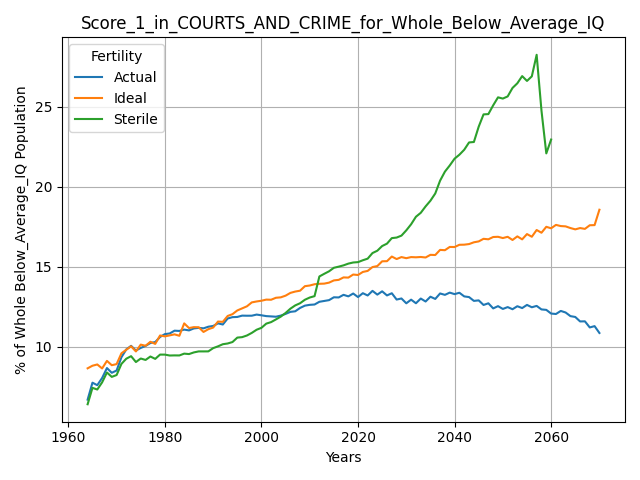 Score_1_in_COURTS_AND_CRIME_for_Whole_Below_Average_IQ
Fertility
Actual
Ideal
Sterile
% of Whole Below_Average_IQ Population
25
20
15
10
1960 1980 2000 2020 2040 2060
Years